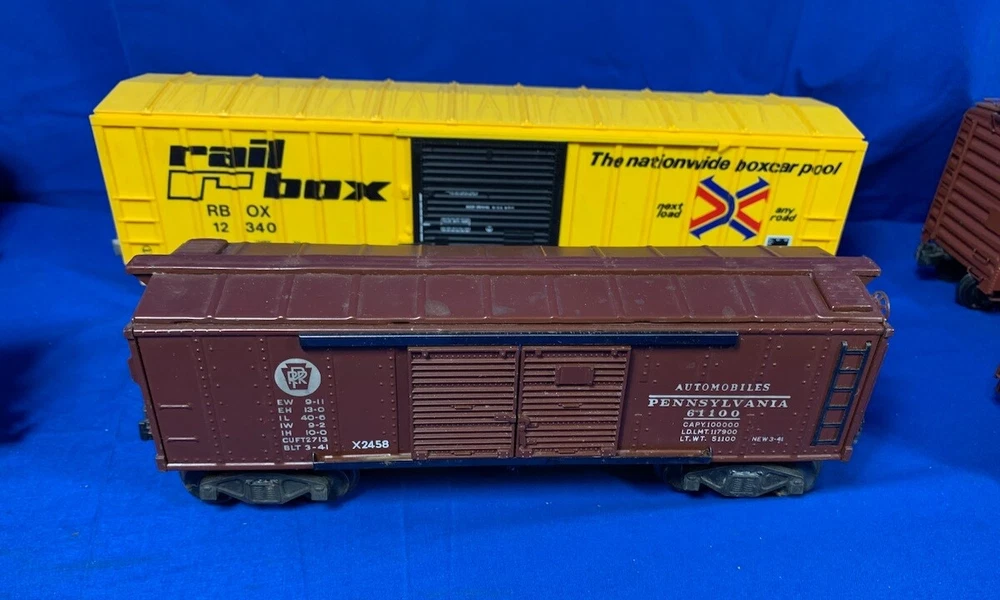 rail
box
RB OX
12 340
The nationwide boxcar pool
next
load
any
road
PRR
EW 9-11
EH 13-0
IL 40-6
IW 9-2
IH 10-0
CUFT2713
BLT 3-41
X2458
AUTOMOBILES
PENNSYLVANIA
61100
CAPY.100000
LD.LMT.117900
LT. WT. 51100 NEW 3-41